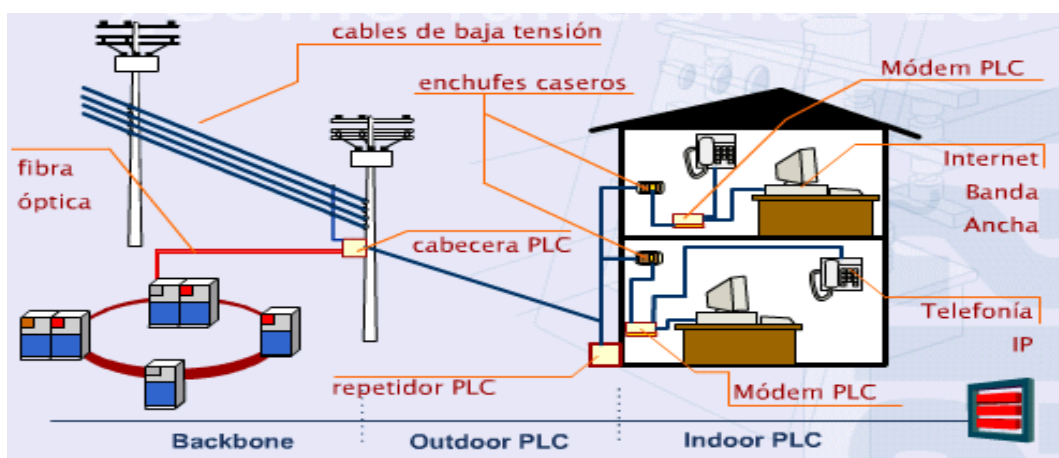 cables de baja tensión
enchufes caseros
Módem PLC
fibra
óptica
Internet
Banda
Ancha
cabecera PLC
Telefonía
IP
repetidor PLC
Módem PLC
Backbone
Outdoor PLC
Indoor PLC